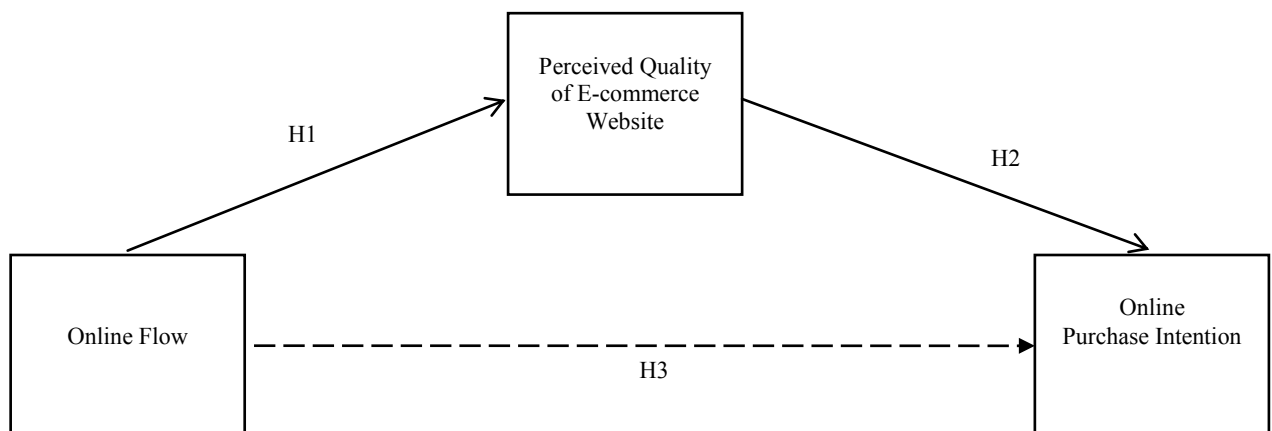 Perceived Quality
of E-commerce
Website
H1
H2
Online Flow
Online
Purchase Intention
H3